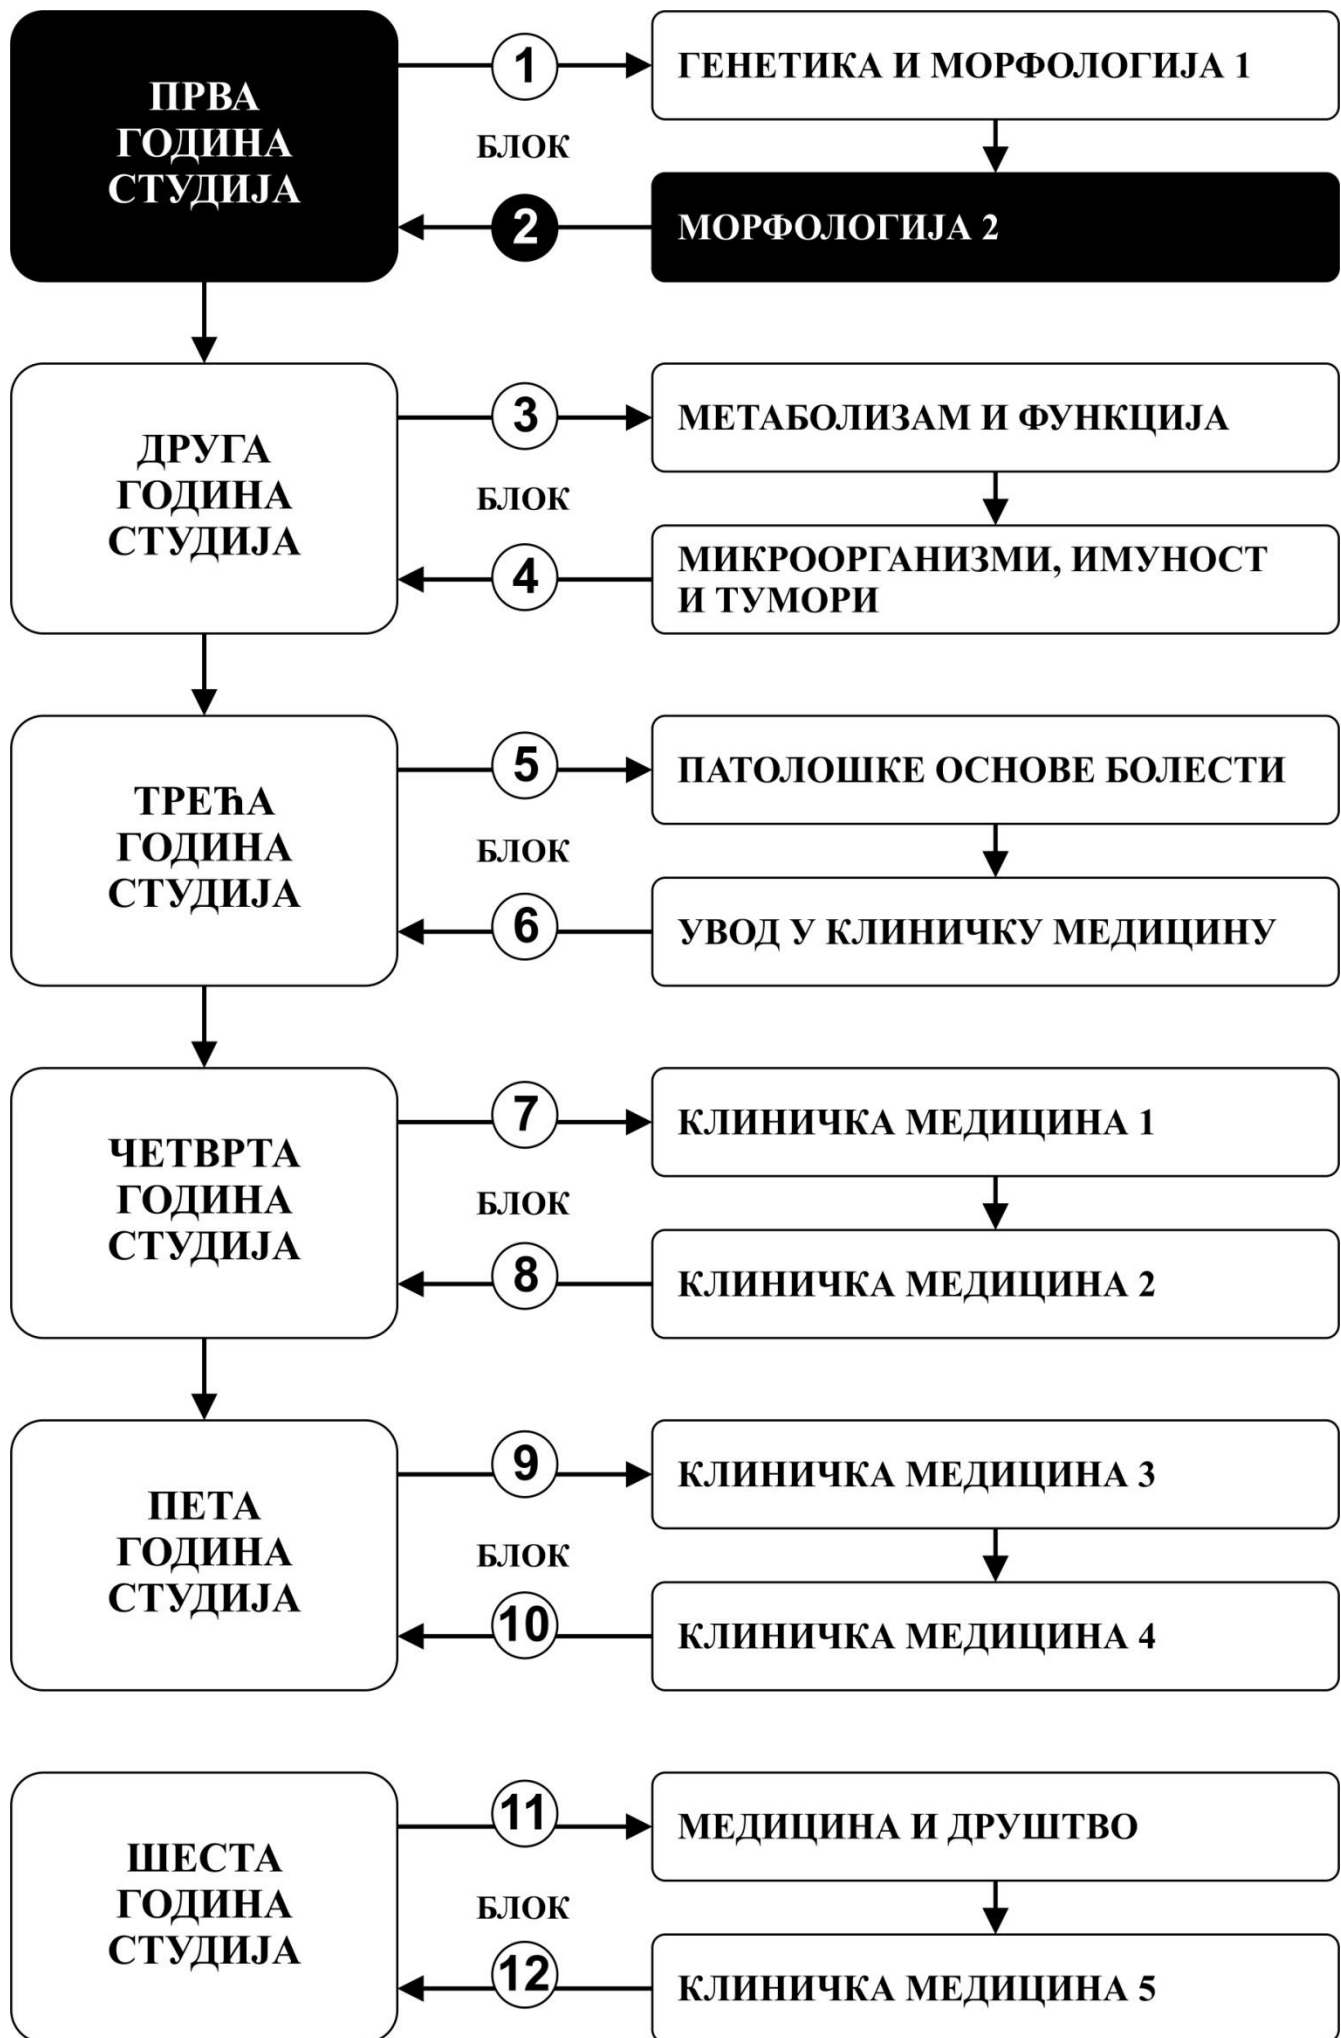 ПРВА
ГОДИНА
СТУДИЈА
1
БЛОК
2
ГЕНЕТИКА И МОРФОЛОГИЈА 1
МОРФОЛОГИЈА 2
ДРУГА
ГОДИНА
СТУДИЈА
3
БЛОК
4
МЕТАБОЛИЗАМ И ФУНКЦИЈА
МИКРООРГАНИЗМИ, ИМУНОСТ
И ТУМОРИ
ТРЕЋА
ГОДИНА
СТУДИЈА
5
БЛОК
6
ПАТОЛОШКЕ ОСНОВЕ БОЛЕСТИ
УВОД У КЛИНИЧКУ МЕДИЦИНУ
ЧЕТВРТА
ГОДИНА
СТУДИЈА
7
БЛОК
8
КЛИНИЧКА МЕДИЦИНА 1
КЛИНИЧКА МЕДИЦИНА 2
ПЕТА
ГОДИНА
СТУДИЈА
9
БЛОК
10
КЛИНИЧКА МЕДИЦИНА 3
КЛИНИЧКА МЕДИЦИНА 4
ШЕСТА
ГОДИНА
СТУДИЈА
11
БЛОК
12
МЕДИЦИНА И ДРУШТВО
КЛИНИЧКА МЕДИЦИНА 5